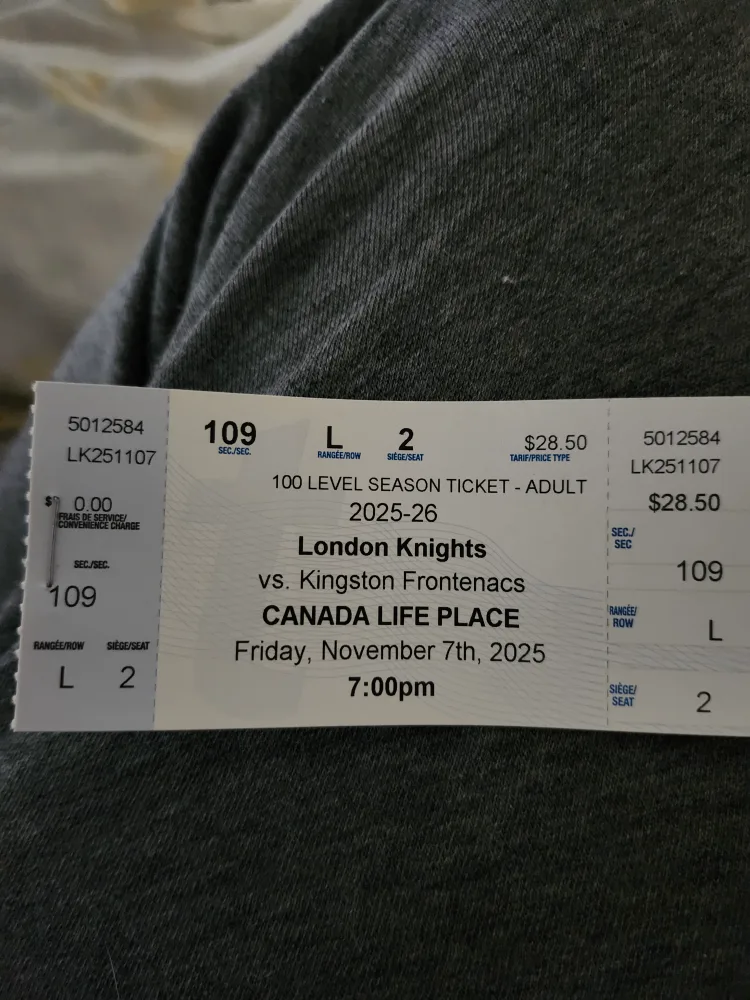 5012584
LK251107
$ 0.00
FRAIS DE SERVICE/
CONVENIENCE CHARGE
SEC./SEC.
109
RANGÉE/ROW SIÈGE/SEAT
L 2
109 L 2 $28.50
SEC./SEC. RANGÉE/ROW SIÈGE/SEAT TARIF/PRICE TYPE
100 LEVEL SEASON TICKET - ADULT
2025-26
London Knights
vs. Kingston Frontenacs
CANADA LIFE PLACE
Friday, November 7th, 2025
7:00pm
5012584
LK251107
$28.50
SEC./
SEC
109
RANGÉE/
ROW
L
SIÈGE/
SEAT
2